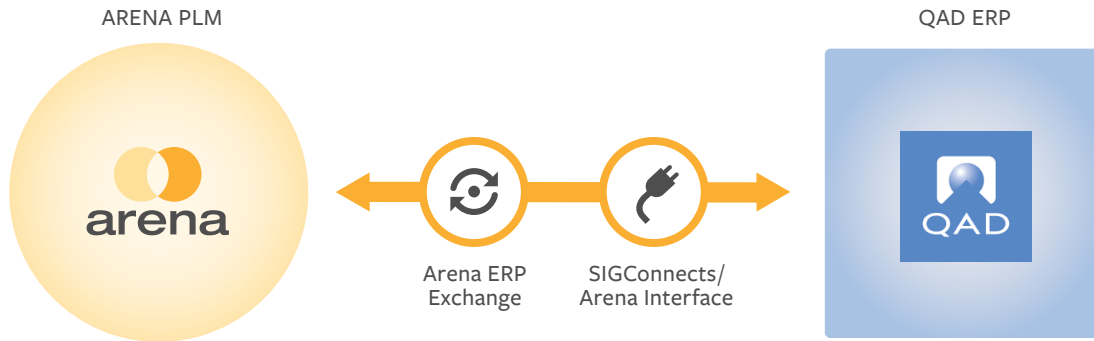 ARENA PLM
QAD ERP
arena
QAD
Arena ERP
Exchange
SIGConnects/
Arena Interface